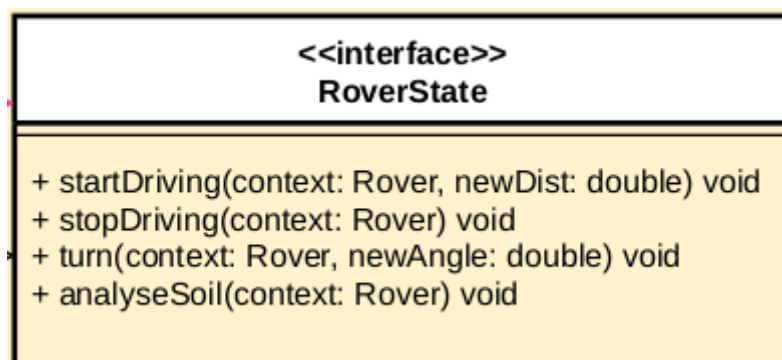 <<interface>>
RoverState
+ startDriving(context: Rover, newDist: double) void
+ stopDriving(context: Rover) void
+ turn(context: Rover, newAngle: double) void
+ analyseSoil(context: Rover) void